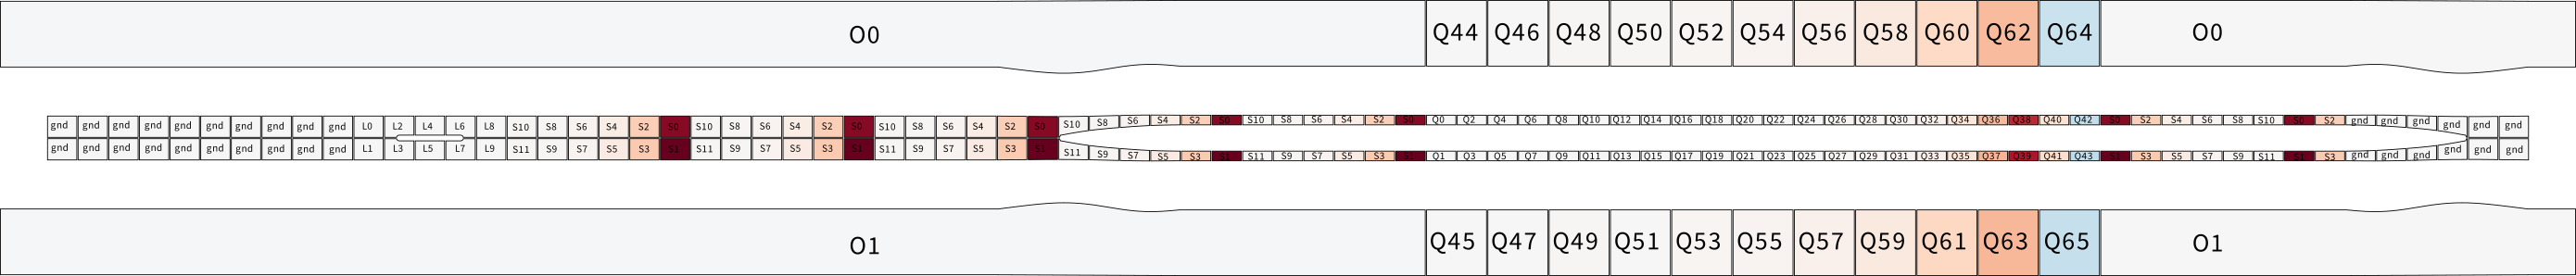 O0 Q44 Q46 Q48 Q50 Q52 Q54 Q56 Q58 Q60 Q62 Q64 O0
gnd gnd gnd gnd gnd gnd gnd gnd gnd gnd L0 L2 L4 L6 L8 S10 S8 S6 S4 S2 S0 S10 S8 S6 S4 S2 S0 S10 S8 S6 S4 S2 S0 S10 S8 S6 S4 S2 S0 S10 S8 S6 S4 S2 S0 Q0 Q2 Q4 Q6 Q8 Q10 Q12 Q14 Q16 Q18 Q20 Q22 Q24 Q26 Q28 Q30 Q32 Q34 Q36 Q38 Q40 Q42 S0 S2 S4 S6 S8 S10 S0 S2 gnd gnd gnd gnd gnd gnd
gnd gnd gnd gnd gnd gnd gnd gnd gnd gnd L1 L3 L5 L7 L9 S11 S9 S7 S5 S3 S1 S11 S9 S7 S5 S3 S1 S11 S9 S7 S5 S3 S1 S11 S9 S7 S5 S3 S1 S11 S9 S7 S5 S3 S1 Q1 Q3 Q5 Q7 Q9 Q11 Q13 Q15 Q17 Q19 Q21 Q23 Q25 Q27 Q29 Q31 Q33 Q35 Q37 Q39 Q41 Q43 S1 S3 S5 S7 S9 S11 S1 S3 gnd gnd gnd gnd gnd gnd
O1 Q45 Q47 Q49 Q51 Q53 Q55 Q57 Q59 Q61 Q63 Q65 O1